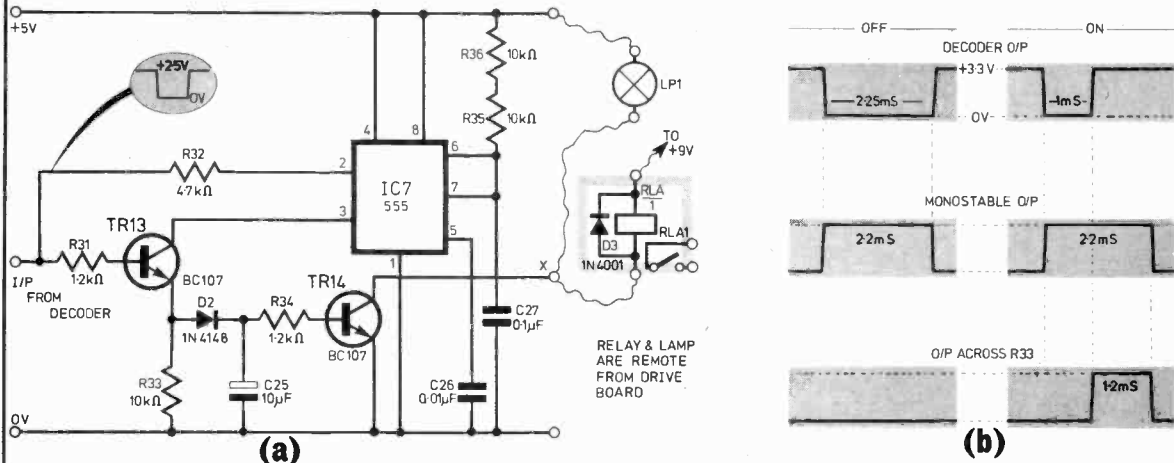 +5V
+2·5V
0V
R36
10kΩ
R35
10kΩ
LP1
R32
4·7kΩ
4
8
2
6
7
3
5
1
IC7
555
TO
+9V
RLA
1
D3
1N4001
RLA1
TR13
R31
1·2kΩ
BC107
I/P
FROM
DECODER
D2
1N4148
R34
1·2kΩ
TR14
BC107
X
C27
0·1µF
R33
10kΩ
C25
10µF
C26
0·01µF
RELAY & LAMP
ARE REMOTE
FROM DRIVE
BOARD
0V
(a)
OFF
ON
DECODER O/P
+3·3V
2·25mS
1mS
0V
MONOSTABLE O/P
2·2mS
2·2mS
O/P ACROSS R33
1·2mS
(b)